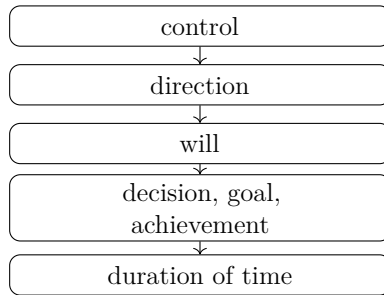 control
direction
will
decision, goal,
achievement
duration of time